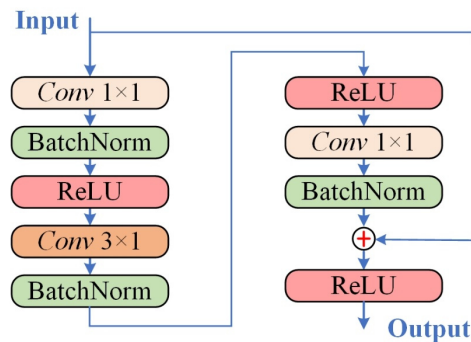 Input
Conv 1×1
BatchNorm
ReLU
Conv 3×1
BatchNorm
ReLU
Conv 1×1
BatchNorm
+
ReLU
Output